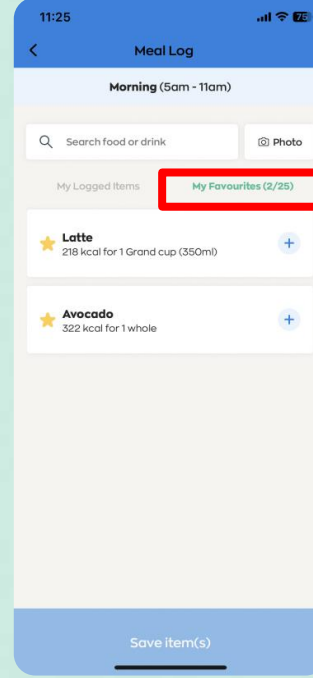 11:25
75
Meal Log
Morning (5am - 11am)
Search food or drink
Photo
My Logged Items
My Favourites (2/25)
Latte
218 kcal for 1 Grand cup (350ml)
Avocado
322 kcal for 1 whole
Save item(s)